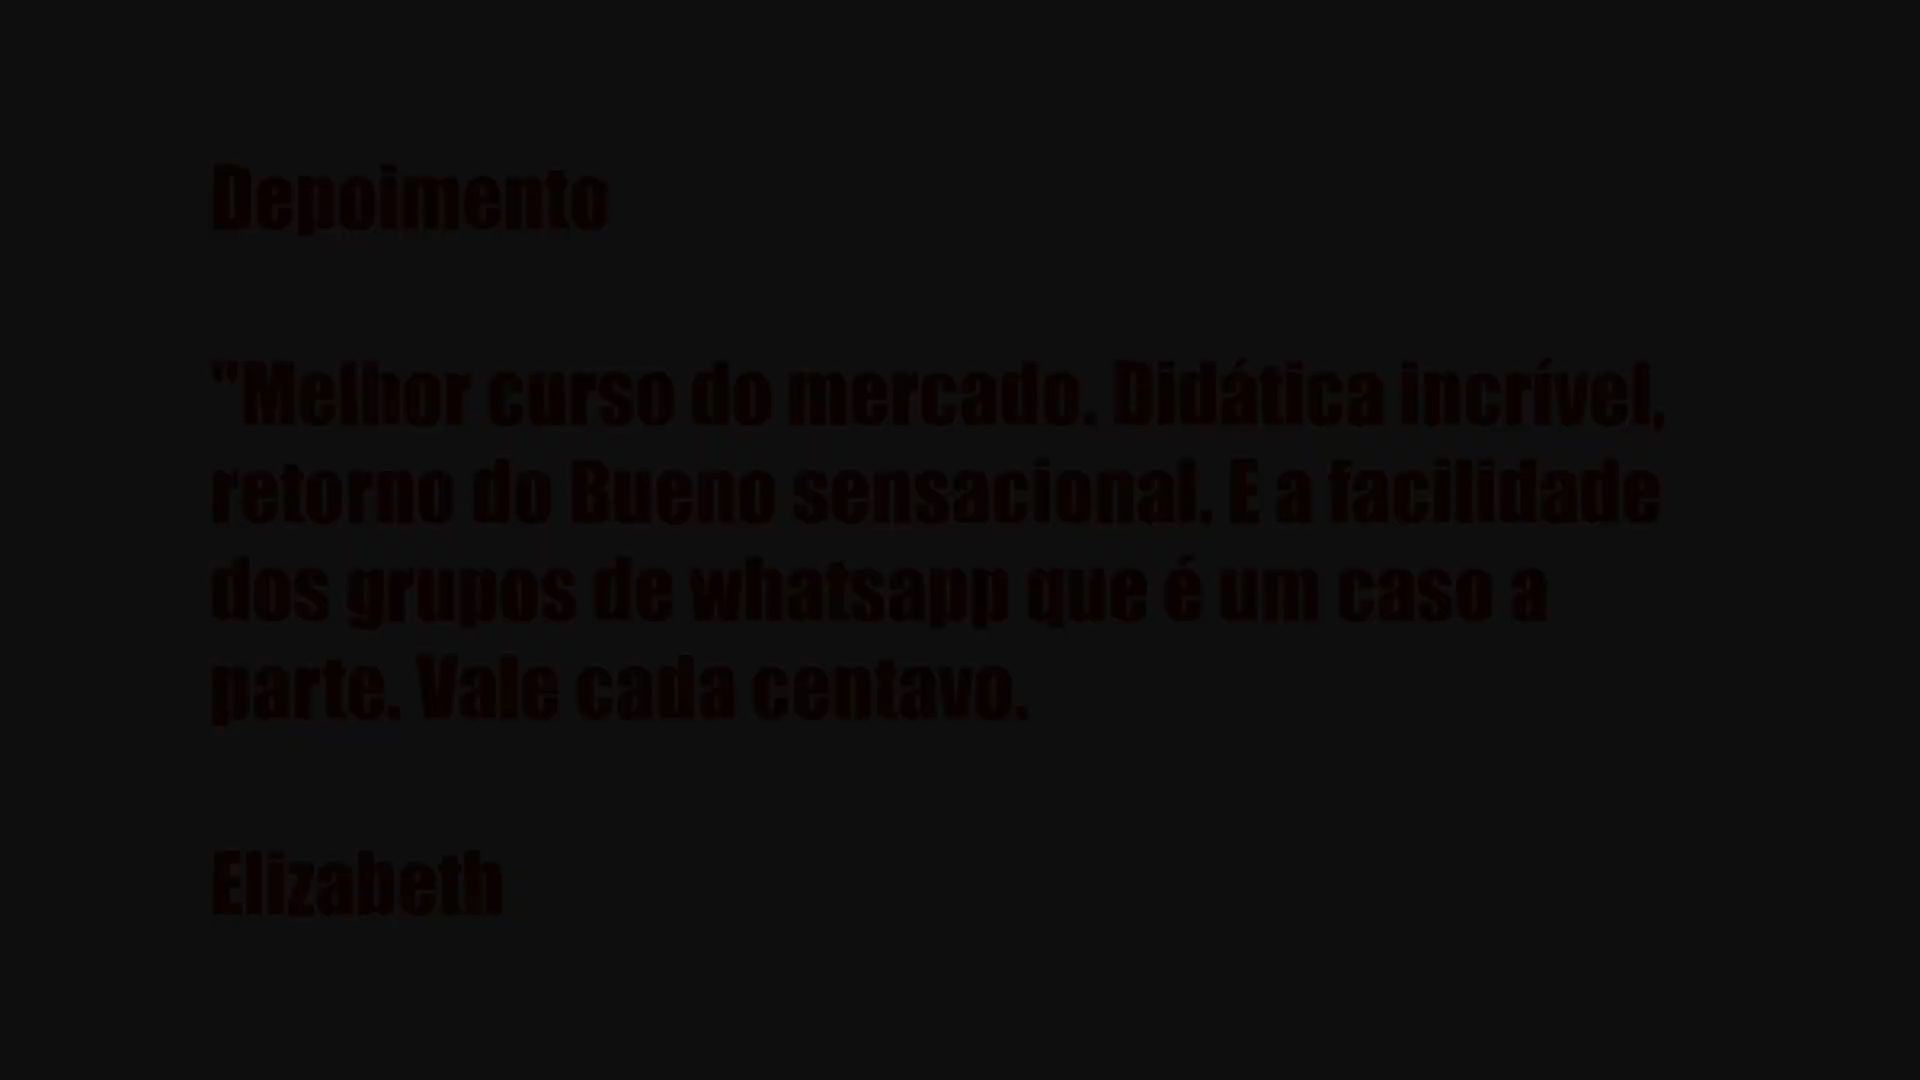 Depoimento
"Melhor curso do mercado. Didática incrível,
retorno do Bueno sensacional. E a facilidade
dos grupos de whatsapp que é um caso a
parte. Vale cada centavo.
Elizabeth